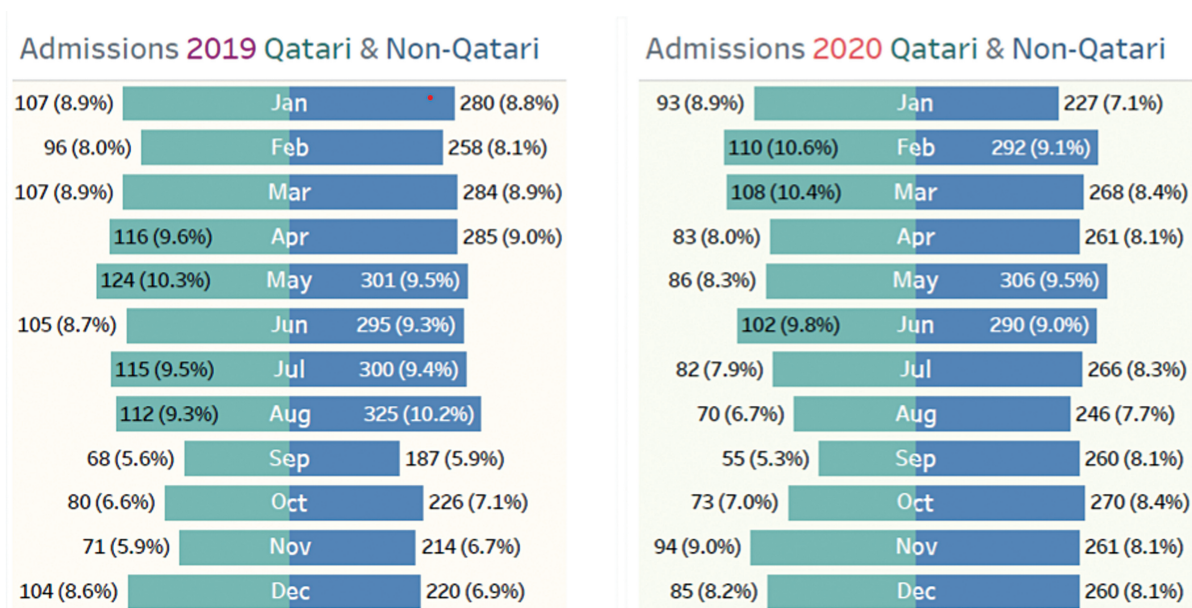 Admissions 2019 Qatari & Non-Qatari
107 (8.9%) Jan 280 (8.8%)
96 (8.0%) Feb 258 (8.1%)
107 (8.9%) Mar 284 (8.9%)
116 (9.6%) Apr 285 (9.0%)
124 (10.3%) May 301 (9.5%)
105 (8.7%) Jun 295 (9.3%)
115 (9.5%) Jul 300 (9.4%)
112 (9.3%) Aug 325 (10.2%)
68 (5.6%) Sep 187 (5.9%)
80 (6.6%) Oct 226 (7.1%)
71 (5.9%) Nov 214 (6.7%)
104 (8.6%) Dec 220 (6.9%)
Admissions 2020 Qatari & Non-Qatari
93 (8.9%) Jan 227 (7.1%)
110 (10.6%) Feb 292 (9.1%)
108 (10.4%) Mar 268 (8.4%)
83 (8.0%) Apr 261 (8.1%)
86 (8.3%) May 306 (9.5%)
102 (9.8%) Jun 290 (9.0%)
82 (7.9%) Jul 266 (8.3%)
70 (6.7%) Aug 246 (7.7%)
55 (5.3%) Sep 260 (8.1%)
73 (7.0%) Oct 270 (8.4%)
94 (9.0%) Nov 261 (8.1%)
85 (8.2%) Dec 260 (8.1%)